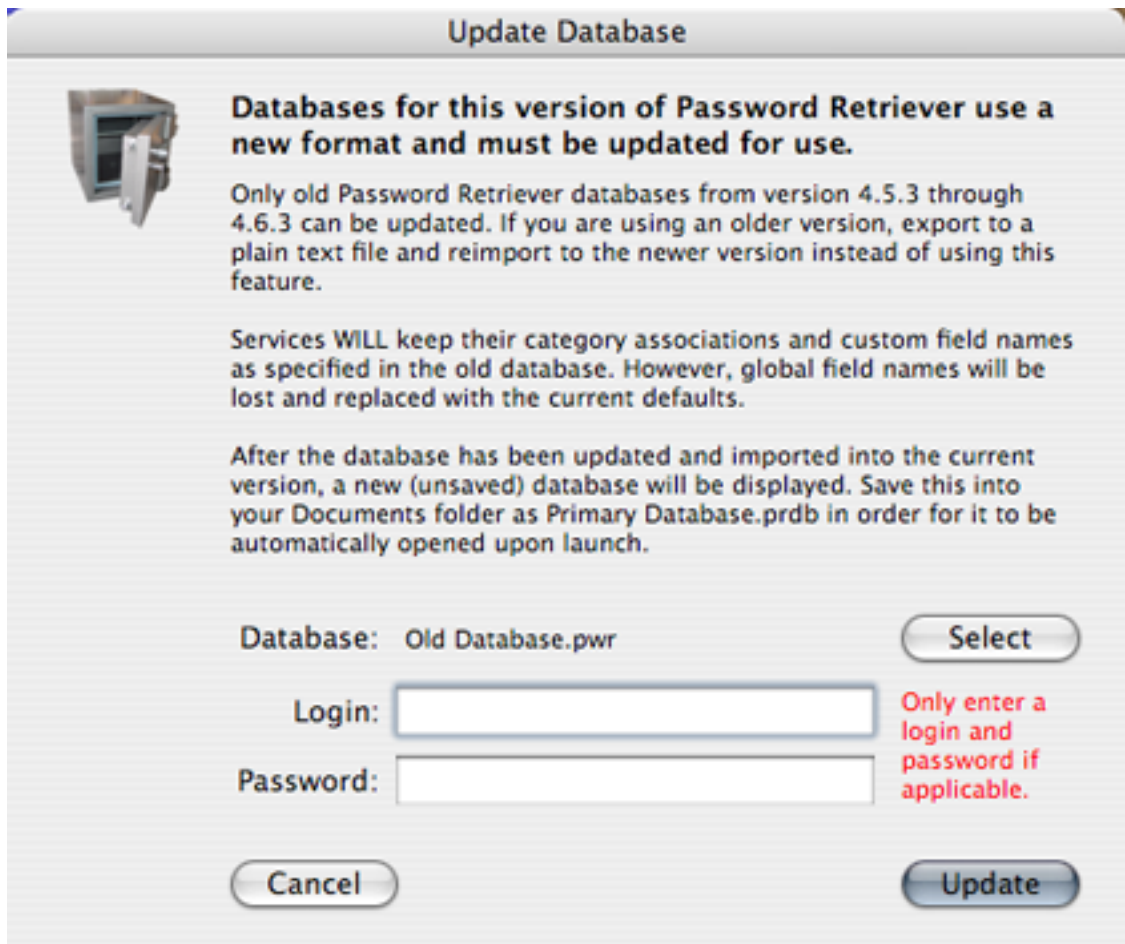 Update Database
Databases for this version of Password Retriever use a
new format and must be updated for use.
Only old Password Retriever databases from version 4.5.3 through
4.6.3 can be updated. If you are using an older version, export to a
plain text file and reimport to the newer version instead of using this
feature.
Services WILL keep their category associations and custom field names
as specified in the old database. However, global field names will be
lost and replaced with the current defaults.
After the database has been updated and imported into the current
version, a new (unsaved) database will be displayed. Save this into
your Documents folder as Primary Database.prdb in order for it to be
automatically opened upon launch.
Database: Old Database.pwr Select
Login:
Only enter a
login and
password if
applicable.
Password:
Cancel Update